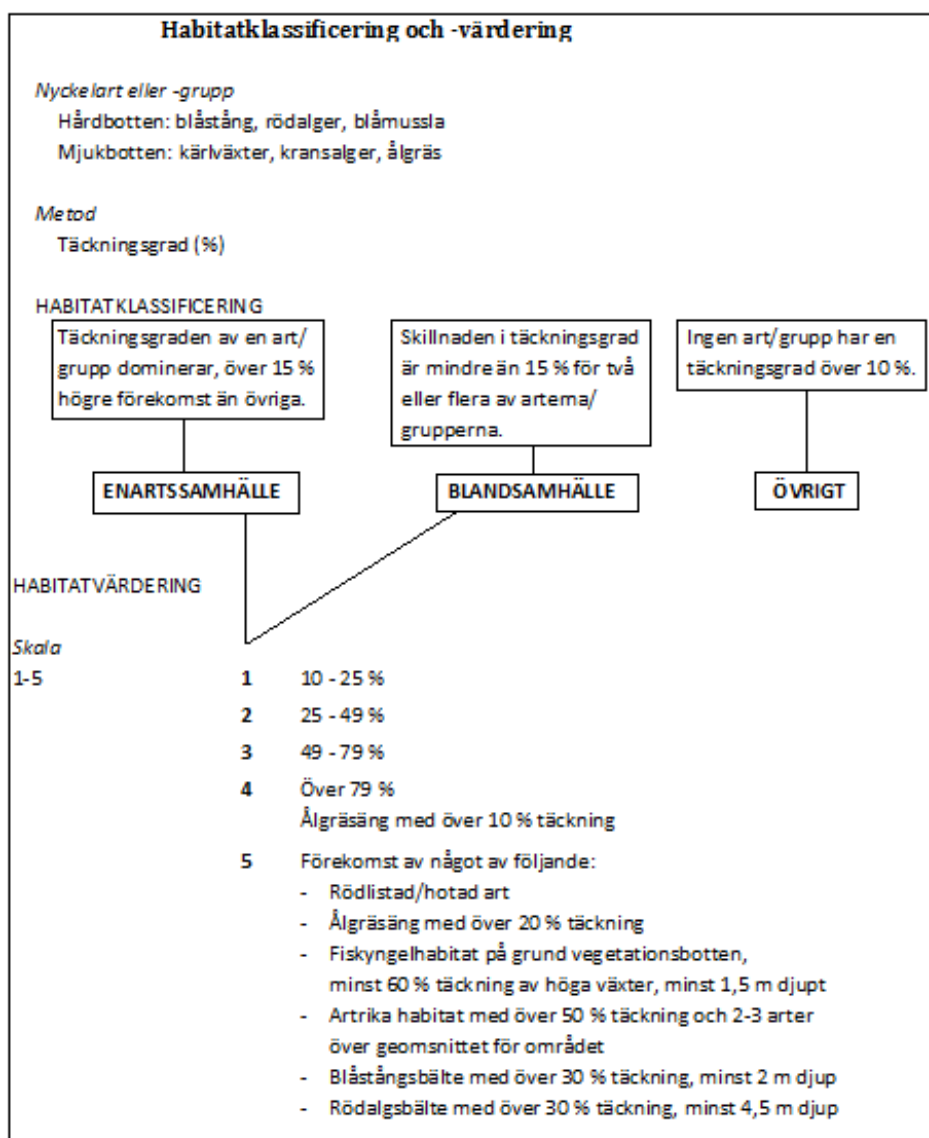 Habitatklassificering och -värdering
Nyckelart eller -grupp
Hårdbotten: blåstång, rödalger, blåmussla
Mjukbotten: kärlväxter, kransalger, ålgräs
Metod
Täckningsgrad (%)
HABITATKLASSIFICERING
Täckningsgraden av en art/
grupp dominerar, över 15 %
högre förekomst än övriga.
Skillnaden i täckningsgrad
är mindre än 15 % för två
eller flera av arterna/
grupperna.
Ingen art/grupp har en
täckningsgrad över 10 %.
ENARTSSAMHÄLLE
BLANDSAMHÄLLE
ÖVRIGT
HABITATVÄRDERING
Skala
1-5
1 10 - 25 %
2 25 - 49 %
3 49 - 79 %
4 Över 79 %
Ålgräsäng med över 10 % täckning
5 Förekomst av något av följande:
- Rödlistad/hotad art
- Ålgräsäng med över 20 % täckning
- Fiskyngelhabitat på grund vegetationsbotten,
minst 60 % täckning av höga växter, minst 1,5 m djupt
- Artrika habitat med över 50 % täckning och 2-3 arter
över geomsnittet för området
- Blåstångsbälte med över 30 % täckning, minst 2 m djup
- Rödalgsbälte med över 30 % täckning, minst 4,5 m djup